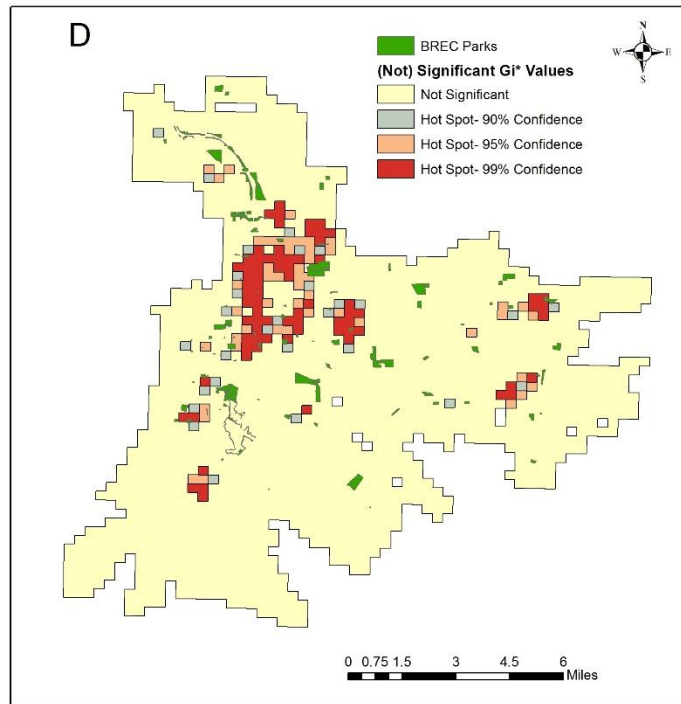 D
BREC Parks
N
W E
S
(Not) Significant Gi* Values
Not Significant
Hot Spot- 90% Confidence
Hot Spot- 95% Confidence
Hot Spot- 99% Confidence
0 0.75 1.5 3 4.5 6
Miles